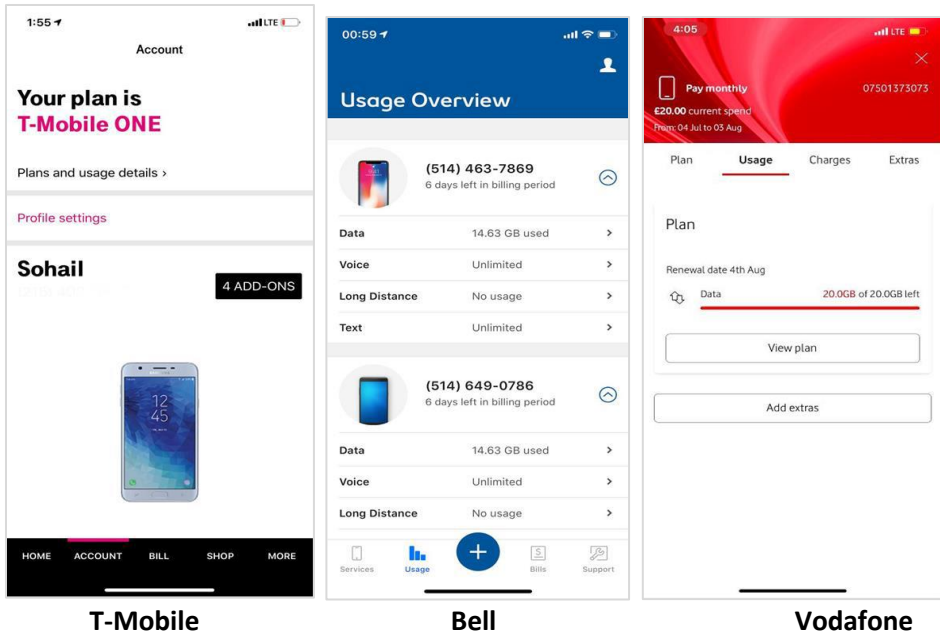 1:55
LTE
Account
Your plan is
T-Mobile ONE
Plans and usage details ›
Profile settings
Sohail
4 ADD-ONS
12
45
HOME ACCOUNT BILL SHOP MORE
T-Mobile
00:59
Usage Overview
(514) 463-7869
6 days left in billing period
Data 14.63 GB used
Voice Unlimited
Long Distance No usage
Text Unlimited
(514) 649-0786
6 days left in billing period
Data 14.63 GB used
Voice Unlimited
Long Distance No usage
Services Usage + Bills Support
Bell
4:05
LTE
Pay monthly 07501373073
£20.00 current spend
From: 04 Jul to 03 Aug
Plan Usage Charges Extras
Plan
Renewal date 4th Aug
Data 20.0GB of 20.0GB left
View plan
Add extras
Vodafone